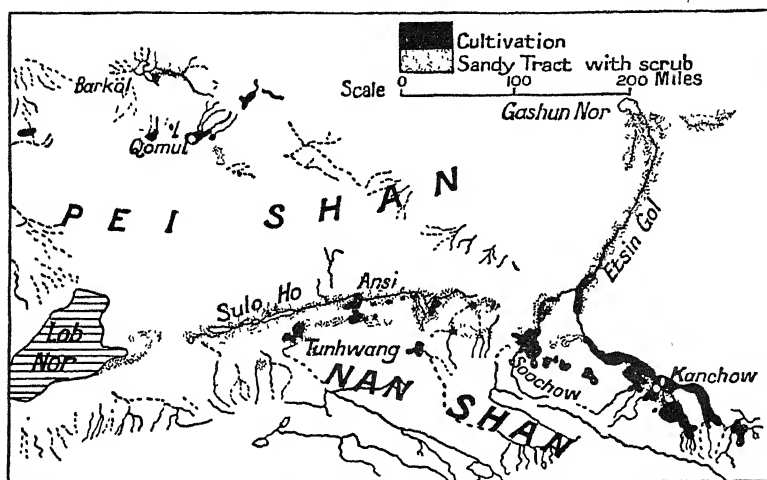 Cultivation
Sandy Tract with scrub
Scale 0 100 200 Miles
Barkol
Gashun Nor
Qomul
PEI SHAN
Etsin Gol
Sulo Ho
Ansi
Lob
Nor
Tunhwang
Soochow
Kanchow
NAN SHAN